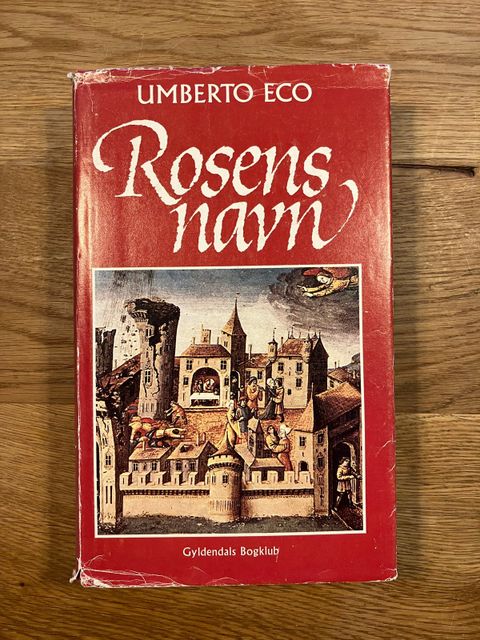 UMBERTO ECO
Rosens
navn
Gyldendals Bogklub